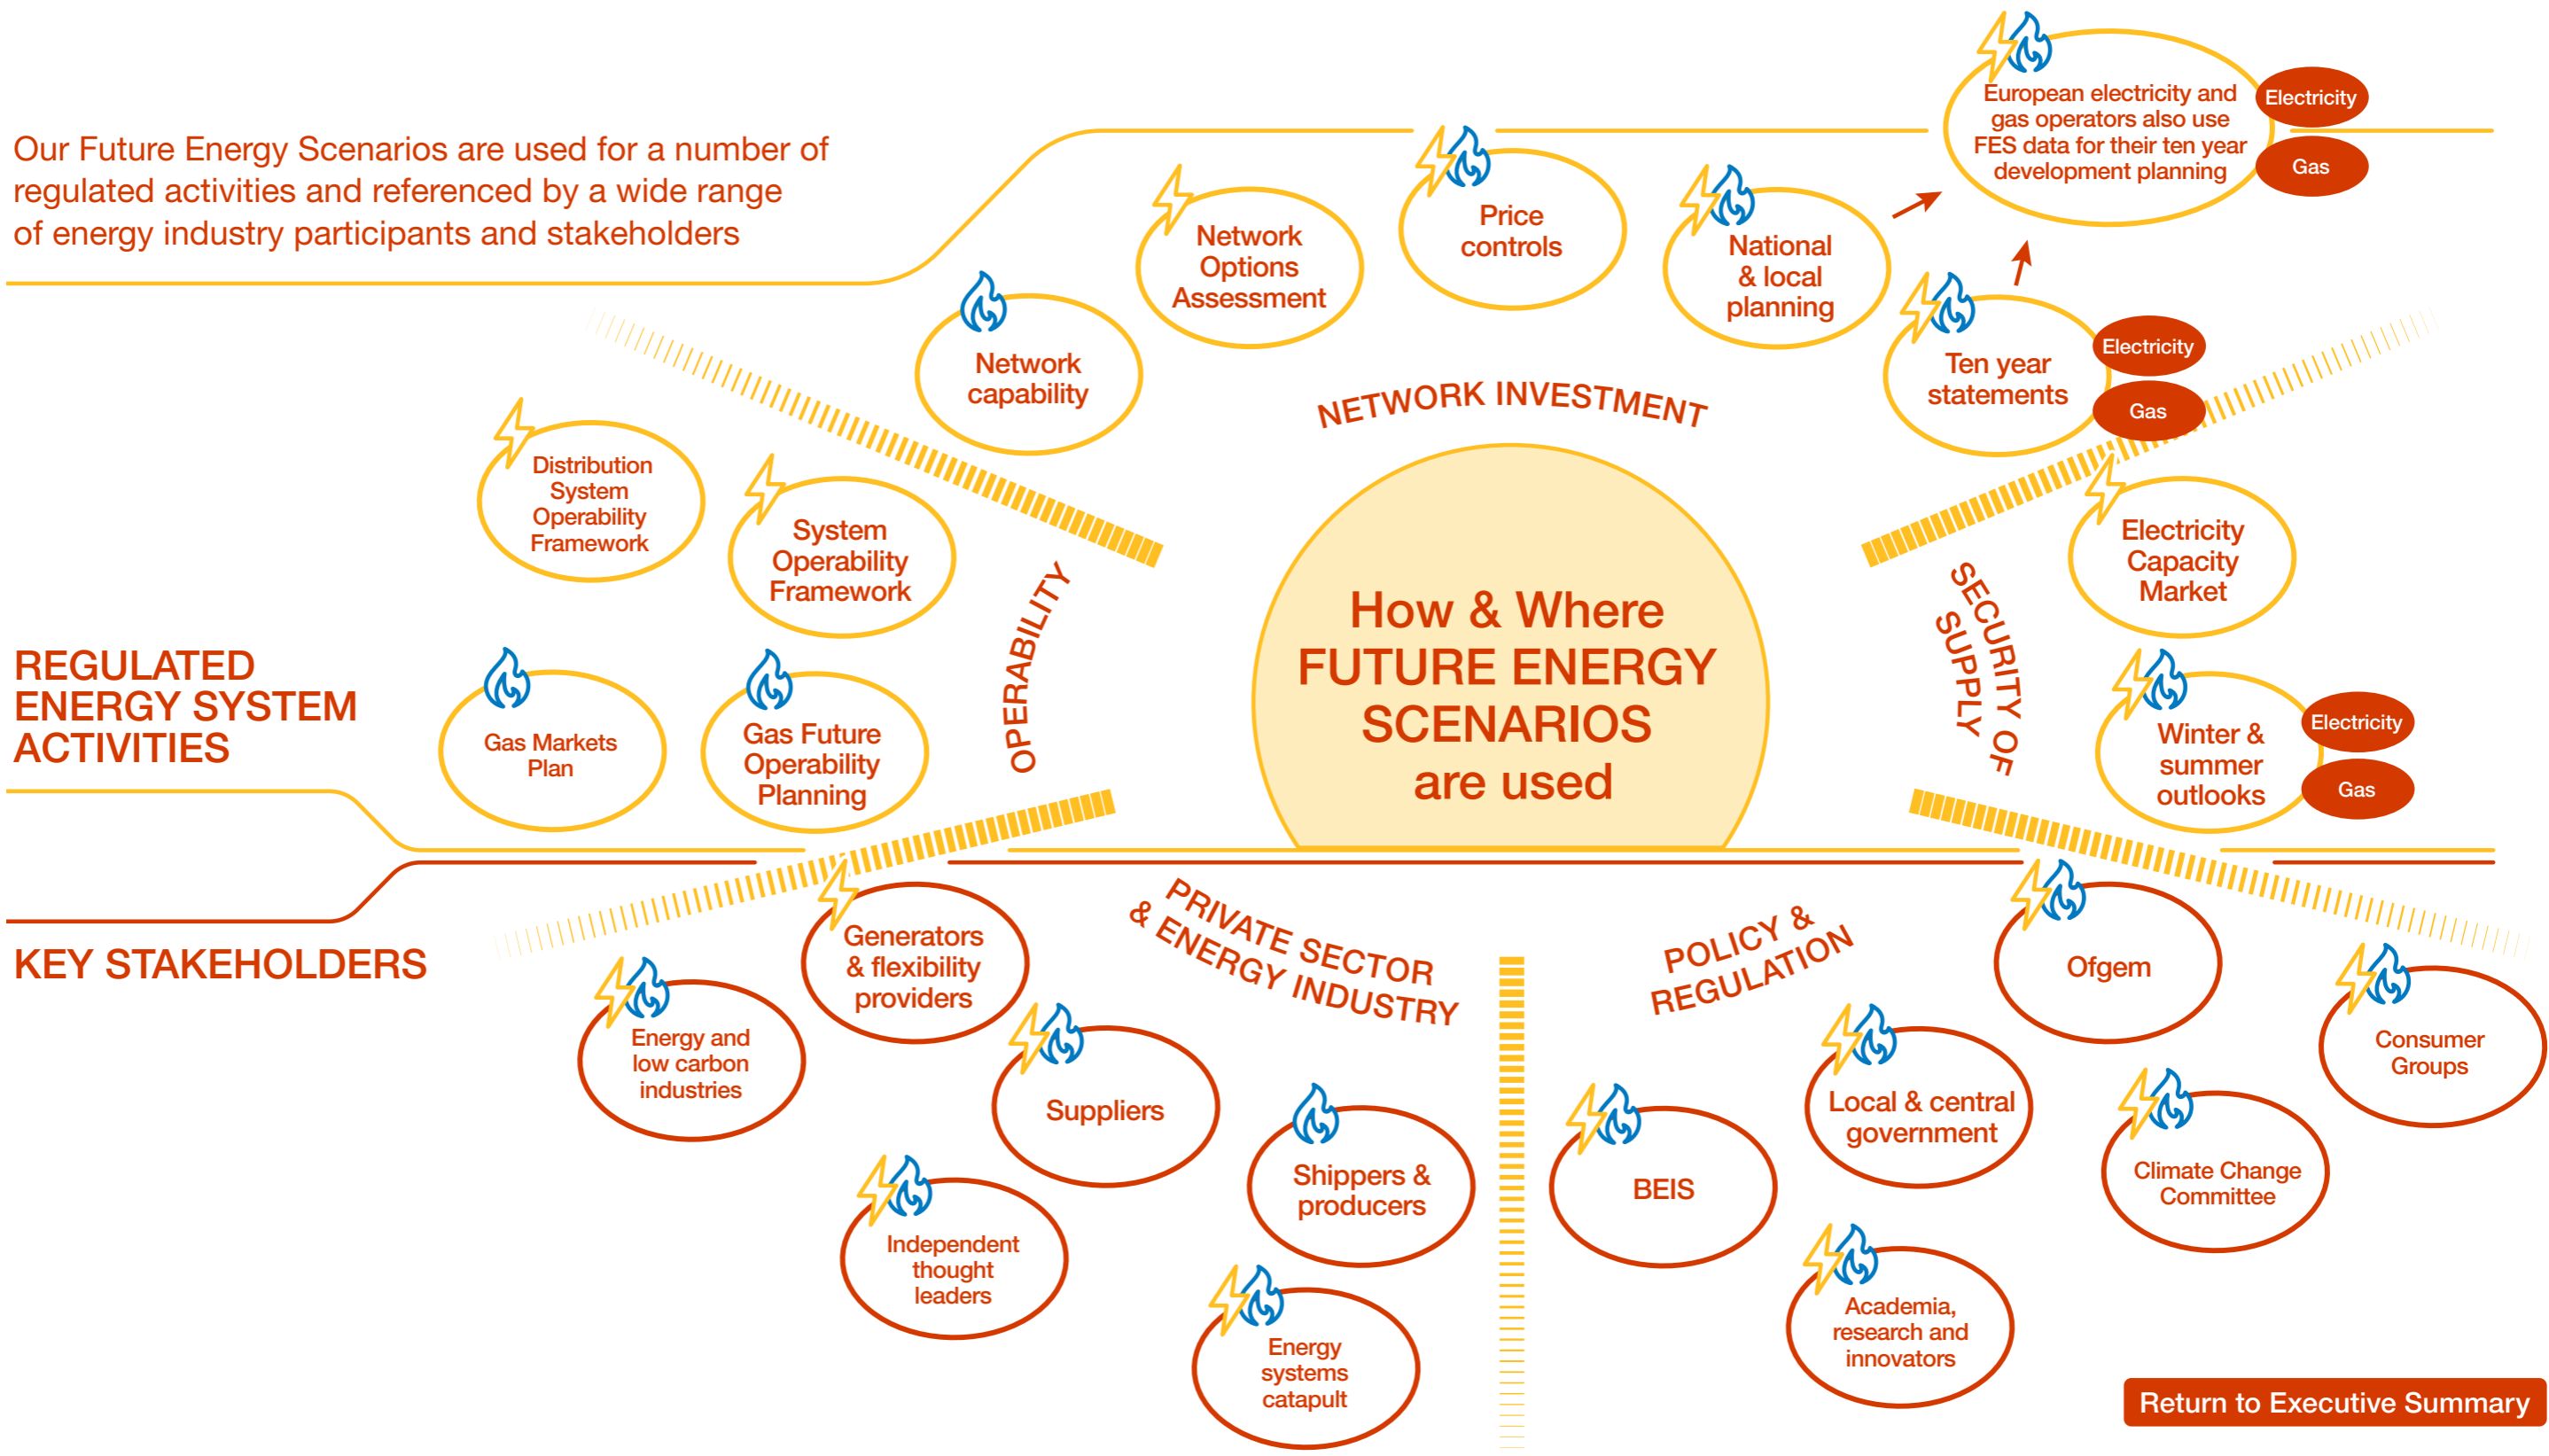 Our Future Energy Scenarios are used for a number of
regulated activities and referenced by a wide range
of energy industry participants and stakeholders
European electricity and
gas operators also use
FES data for their ten year
development planning
Electricity
Gas
Network
Options
Assessment
Price
controls
National
& local
planning
Network
capability
Ten year
statements
Electricity
Gas
NETWORK INVESTMENT
Distribution
System
Operability
Framework
System
Operability
Framework
Gas Markets
Plan
Gas Future
Operability
Planning
OPERABILITY
How & Where
FUTURE ENERGY
SCENARIOS
are used
SECURITY OF
SUPPLY
Electricity
Capacity
Market
Winter &
summer
outlooks
Electricity
Gas
REGULATED
ENERGY SYSTEM
ACTIVITIES
KEY STAKEHOLDERS
PRIVATE SECTOR
& ENERGY INDUSTRY
Generators
& flexibility
providers
Energy and
low carbon
industries
Suppliers
Shippers &
producers
Independent
thought
leaders
Energy
systems
catapult
POLICY &
REGULATION
Ofgem
Consumer
Groups
Local & central
government
Climate Change
Committee
BEIS
Academia,
research and
innovators
Return to Executive Summary